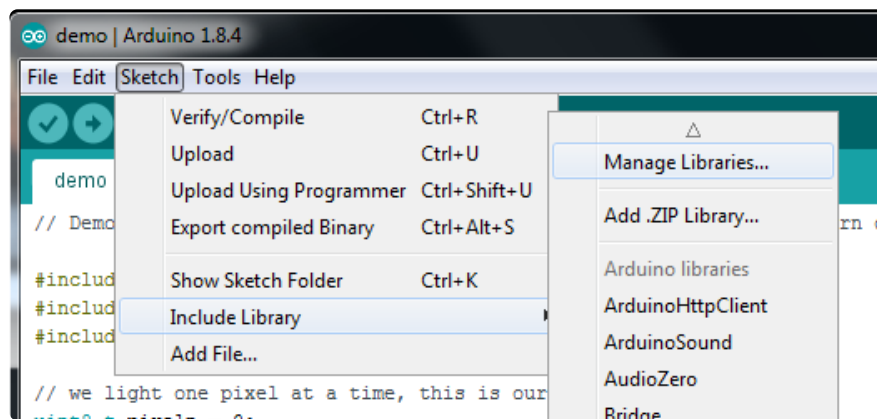 demo | Arduino 1.8.4
File Edit Sketch Tools Help
Verify/Compile Ctrl+R
Upload Ctrl+U
Upload Using Programmer Ctrl+Shift+U
Export compiled Binary Ctrl+Alt+S
Show Sketch Folder Ctrl+K
Include Library
Add File...
Manage Libraries...
Add .ZIP Library...
Arduino libraries
ArduinoHttpClient
ArduinoSound
AudioZero
Bridge
demo
// Demo
#includ
#includ
#includ
// we light one pixel at a time, this is our